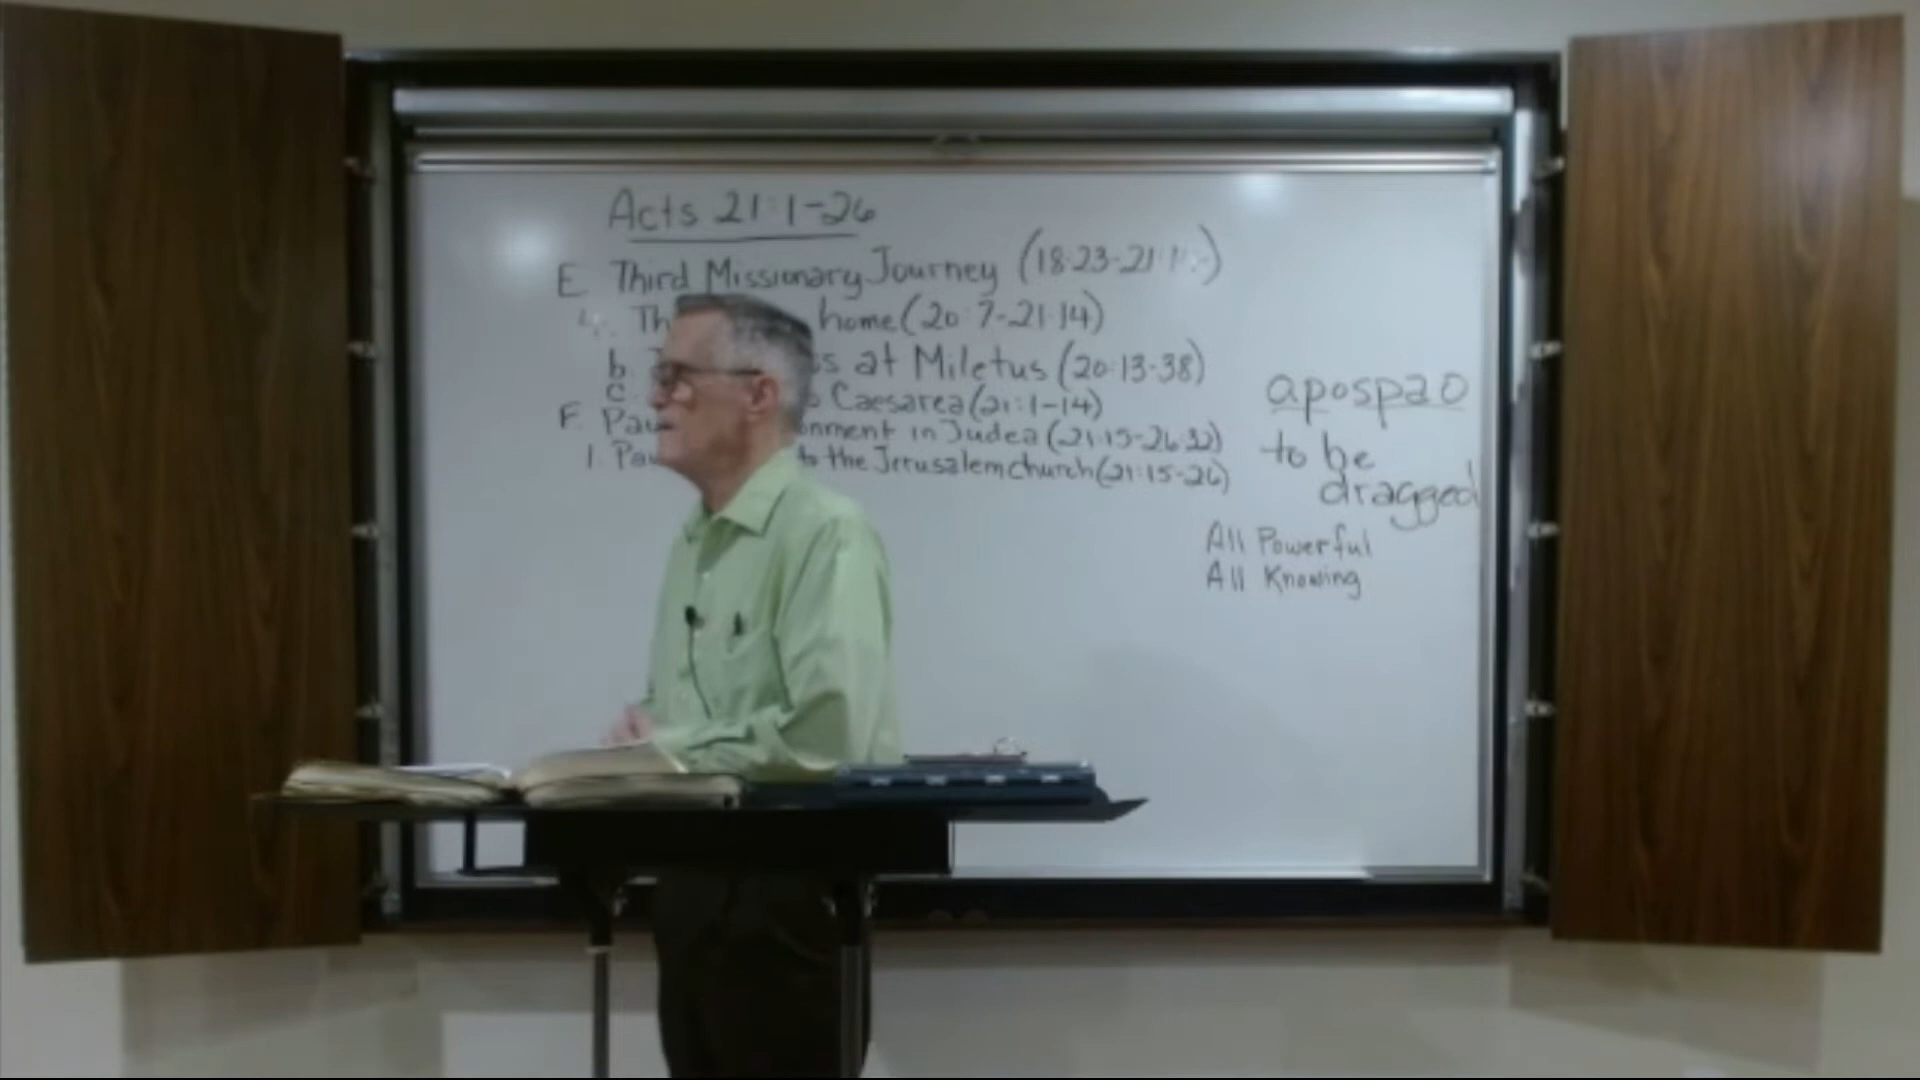 Acts 21:1-26
E. Third Missionary Journey (18:23-21:
home (20:7-21:14)
b. at Miletus (20:13-38)
c. Caesarea (21:1-14)
F. in Judea (21:15-26:32)
1. to the Jerusalem church (21:15-26)
apospao
to be
dragged
All Powerful
All Knowing